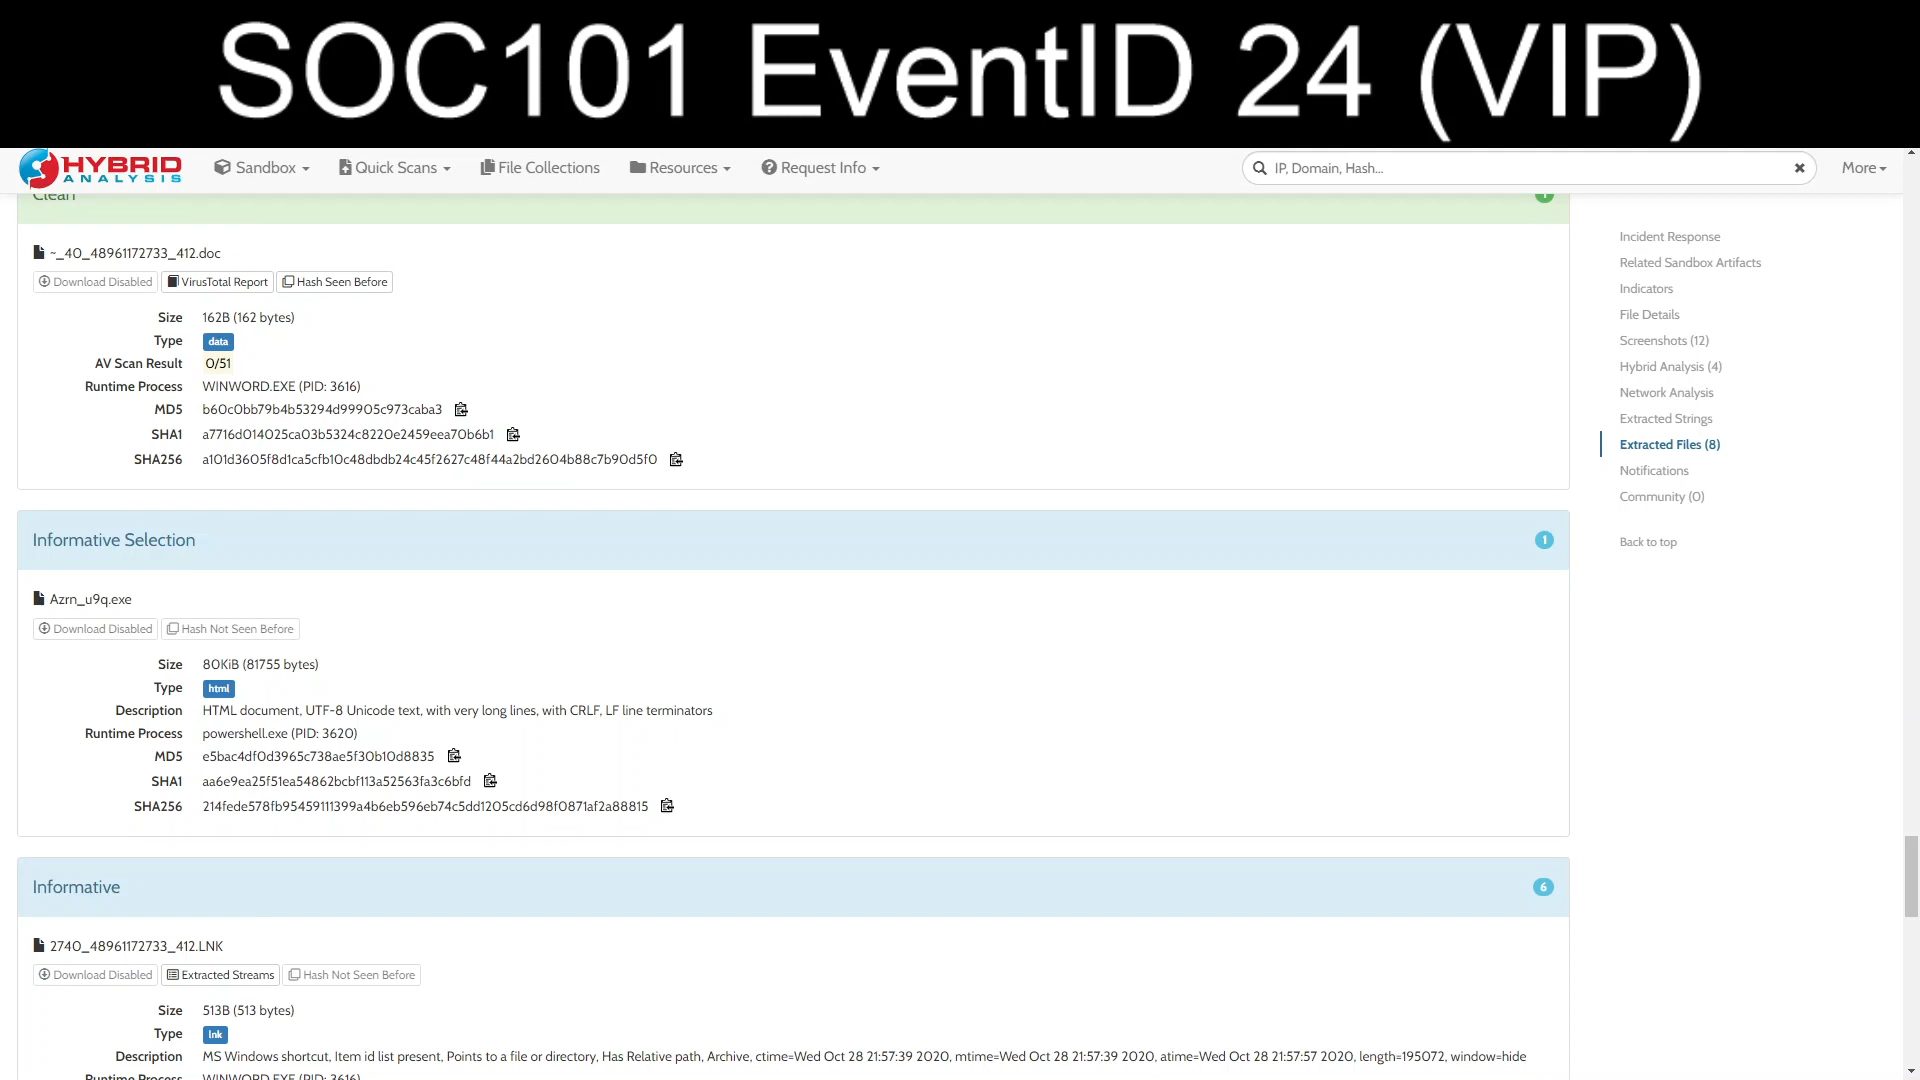 SOC101 EventID 24 (VIP)
HYBRID ANALYSIS
Sandbox
Quick Scans
File Collections
Resources
Request Info
IP, Domain, Hash...
More
Clean
~_40_48961172733_412.doc
Download Disabled
VirusTotal Report
Hash Seen Before
Size 162B (162 bytes)
Type data
AV Scan Result 0/51
Runtime Process WINWORD.EXE (PID: 3616)
MD5 b60c0bb79b4b53294d99905c973caba3
SHA1 a7716d014025ca03b5324c8220e2459eea70b6b1
SHA256 a101d3605f8d1ca5cfb10c48dbdb24c45f2627c48f44a2bd2604b88c7b90d5f0
Informative Selection 1
Azrn_u9q.exe
Download Disabled
Hash Not Seen Before
Size 80KiB (81755 bytes)
Type html
Description HTML document, UTF-8 Unicode text, with very long lines, with CRLF, LF line terminators
Runtime Process powershell.exe (PID: 3620)
MD5 e5bac4df0d3965c738ae5f30b10d8835
SHA1 aa6e9ea25f51ea54862bcbf113a52563fa3c6bfd
SHA256 214fede578fb95459111399a4b6eb596eb74c5dd1205cd6d98f0871af2a88815
Informative 6
2740_48961172733_412.LNK
Download Disabled
Extracted Streams
Hash Not Seen Before
Size 513B (513 bytes)
Type lnk
Description MS Windows shortcut, Item id list present, Points to a file or directory, Has Relative path, Archive, ctime=Wed Oct 28 21:57:39 2020, mtime=Wed Oct 28 21:57:39 2020, atime=Wed Oct 28 21:57:57 2020, length=195072, window=hide
Runtime Process WINWORD.EXE (PID: 3616)
Incident Response
Related Sandbox Artifacts
Indicators
File Details
Screenshots (12)
Hybrid Analysis (4)
Network Analysis
Extracted Strings
Extracted Files (8)
Notifications
Community (0)
Back to top